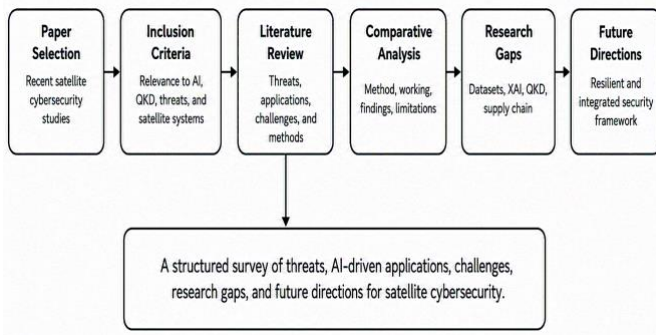 Paper
Selection
Recent satellite
cybersecurity
studies
Inclusion
Criteria
Relevance to AI,
QKD, threats, and
satellite systems
Literature
Review
Threats,
applications,
challenges, and
methods
Comparative
Analysis
Method, working,
findings, limitations
Research
Gaps
Datasets, XAI, QKD,
supply chain
Future
Directions
Resilient and
integrated security
framework
A structured survey of threats, AI-driven applications, challenges,
research gaps, and future directions for satellite cybersecurity.